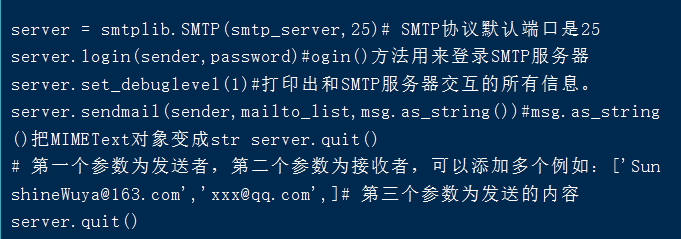 server = smtplib.SMTP(smtp_server,25)# SMTP协议默认端口是25
server.login(sender,password)#ogin()方法用来登录SMTP服务器
server.set_debuglevel(1)#打印出和SMTP服务器交互的所有信息。
server.sendmail(sender,mailto_list,msg.as_string())#msg.as_string
()把MIMEText对象变成str server.quit()
# 第一个参数为发送者，第二个参数为接收者，可以添加多个例如：['Sun
shineWuya@163.com','xxx@qq.com',]# 第三个参数为发送的内容
server.quit()